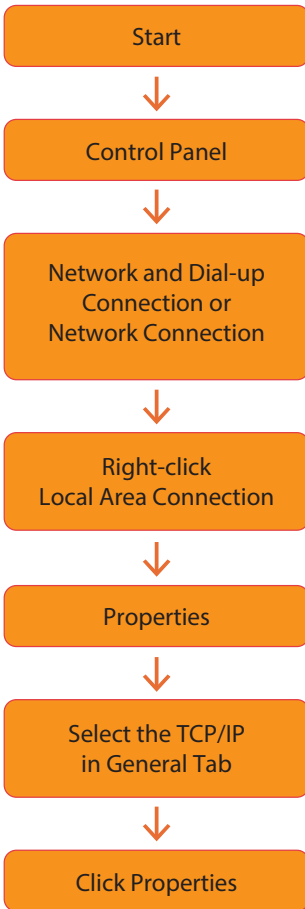 Start
Control Panel
Network and Dial-up
Connection or
Network Connection
Right-click
Local Area Connection
Properties
Select the TCP/IP
in General Tab
Click Properties